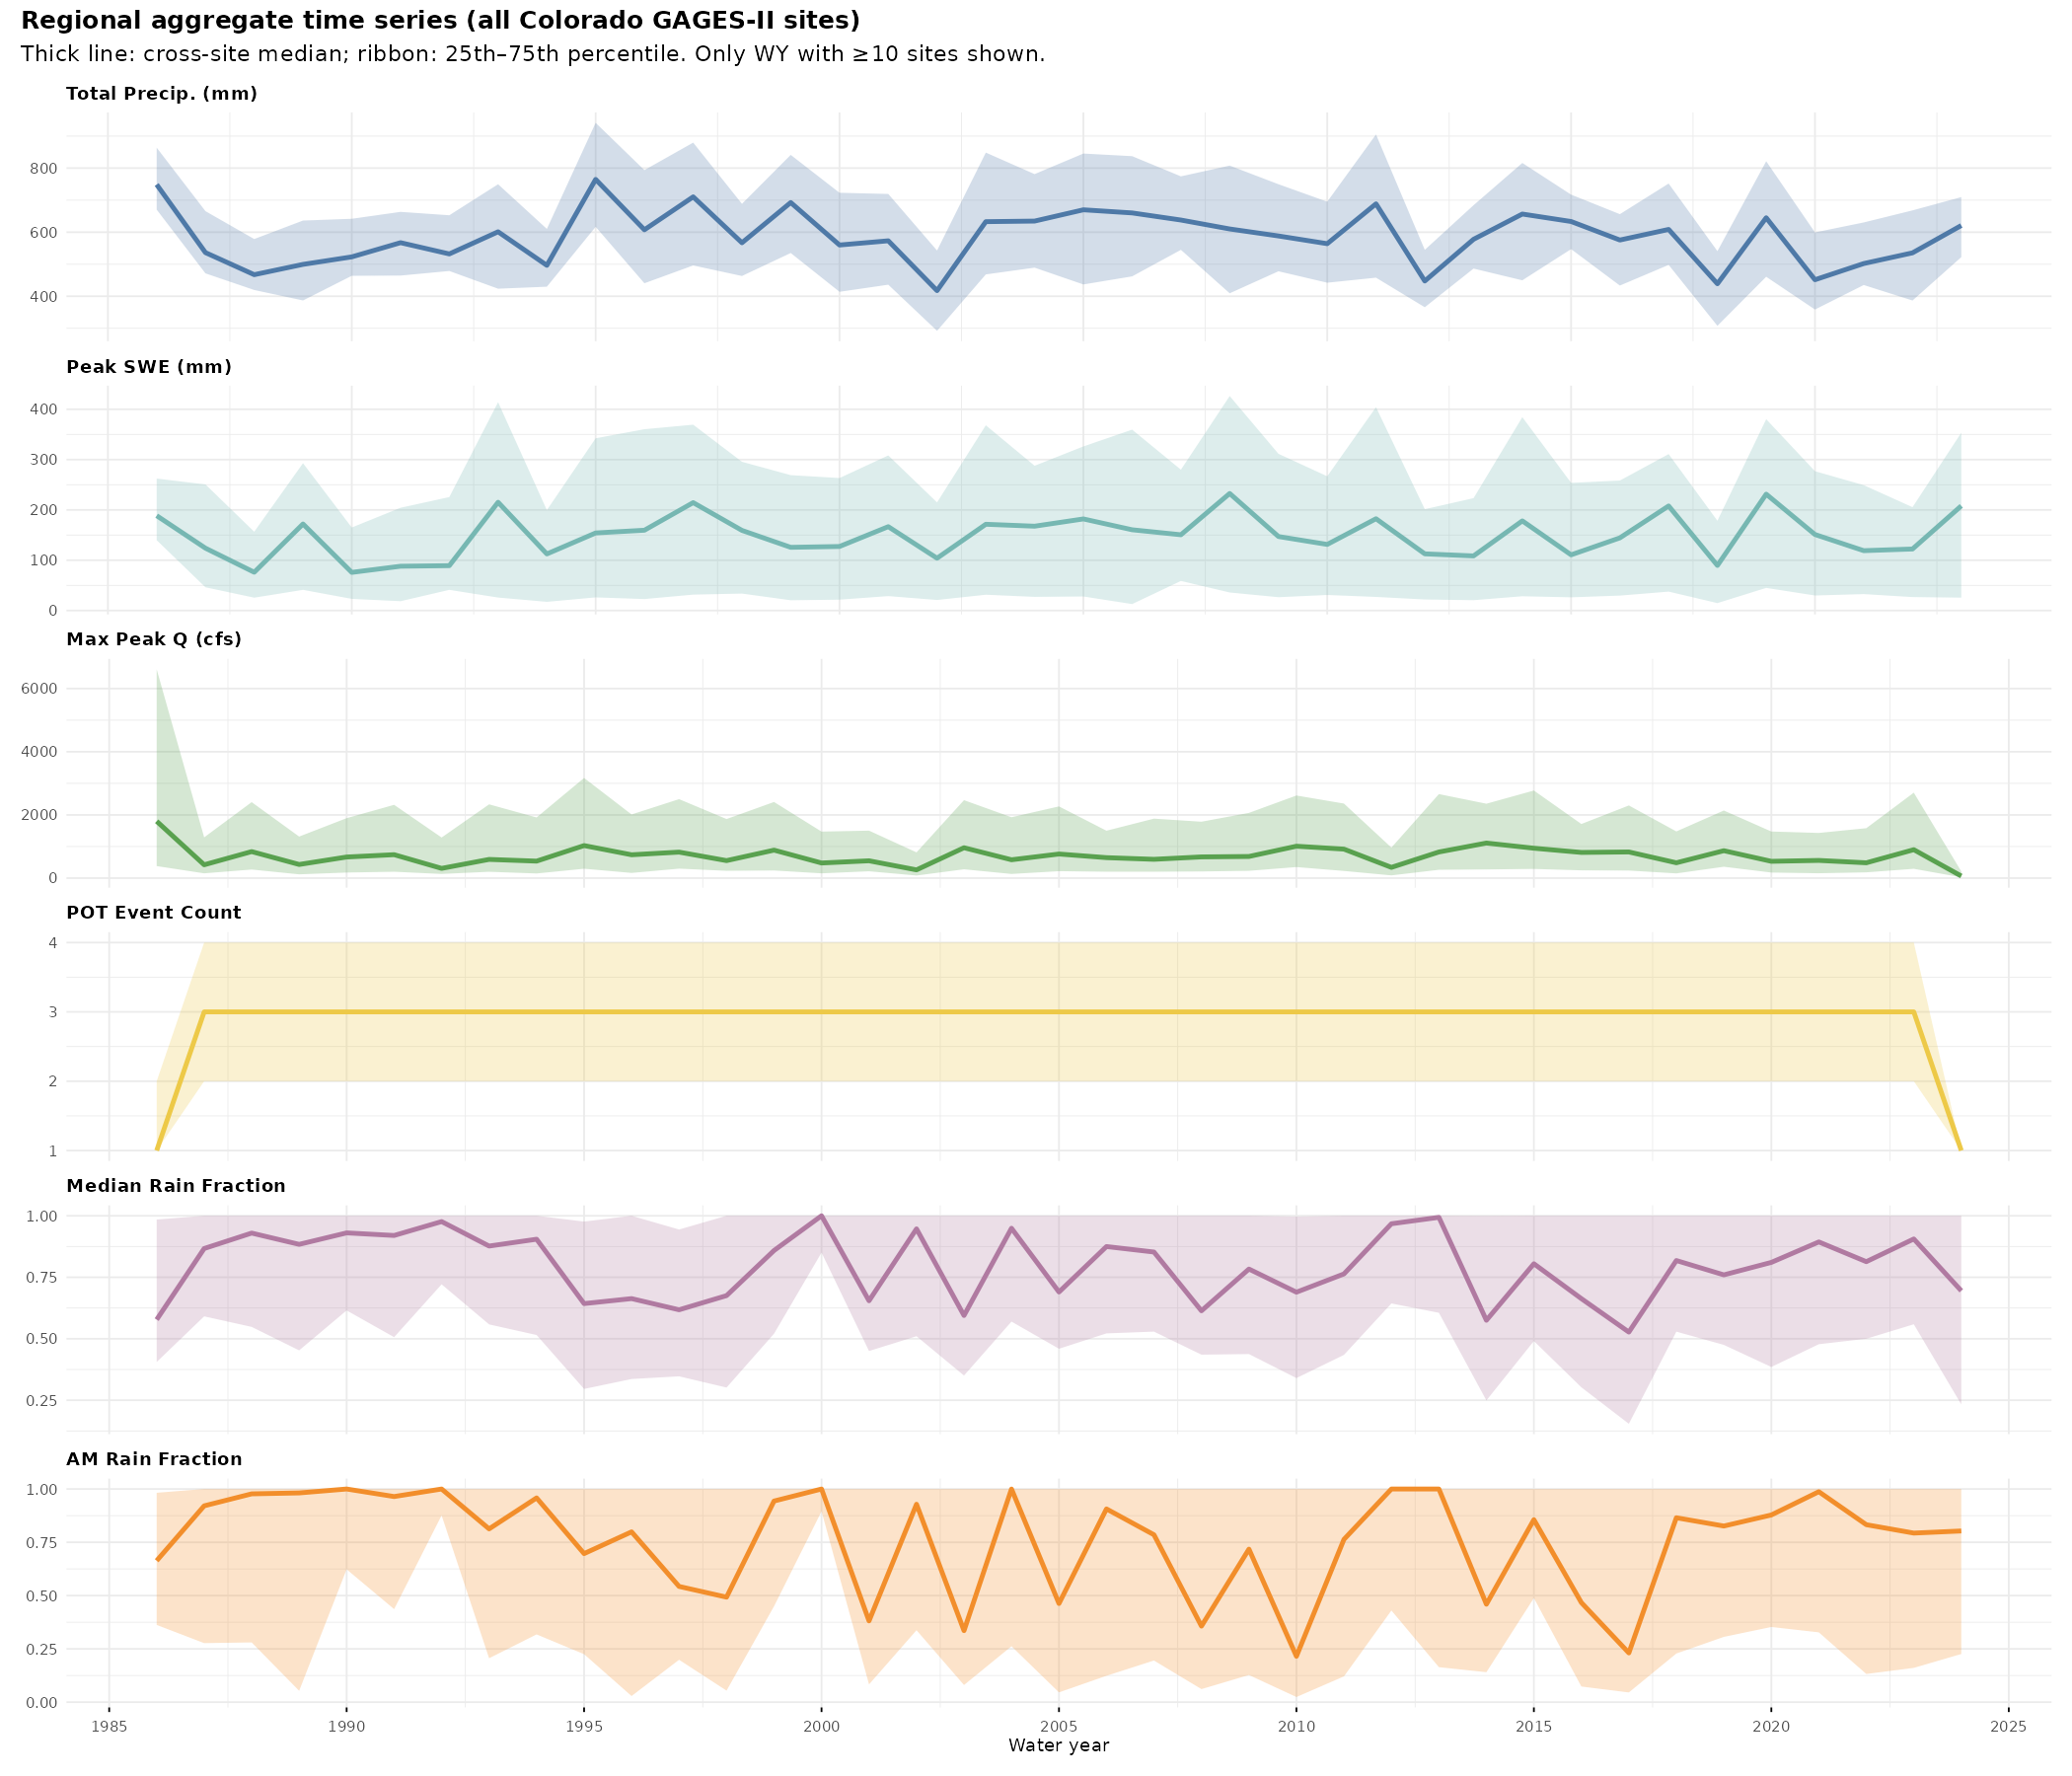 Regional aggregate time series (all Colorado GAGES-II sites)
Thick line: cross-site median; ribbon: 25th–75th percentile. Only WY with ≥10 sites shown.
Total Precip. (mm)
800
600
400
Peak SWE (mm)
400
300
200
100
0
Max Peak Q (cfs)
6000
4000
2000
0
POT Event Count
4
3
2
1
Median Rain Fraction
1.00
0.75
0.50
0.25
AM Rain Fraction
1.00
0.75
0.50
0.25
0.00
1985 1990 1995 2000 2005 2010 2015 2020 2025
Water year